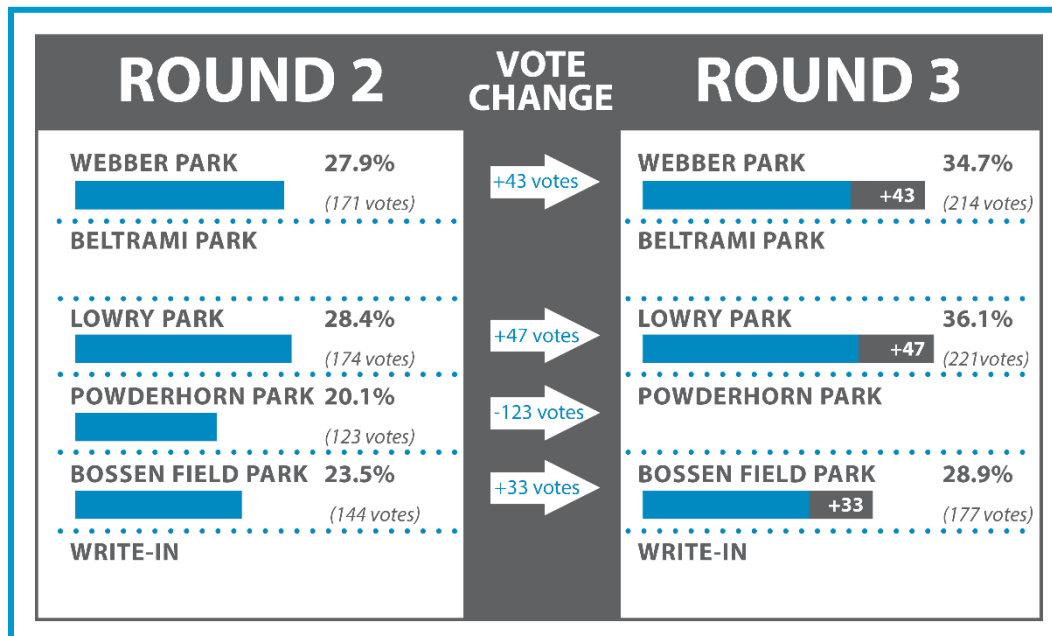 ROUND 2
VOTE
CHANGE
ROUND 3
WEBBER PARK 27.9%
(171 votes)
BELTRAMI PARK
LOWRY PARK 28.4%
(174 votes)
POWDERHORN PARK 20.1%
(123 votes)
BOSSEN FIELD PARK 23.5%
(144 votes)
WRITE-IN
+43 votes
+47 votes
-123 votes
+33 votes
WEBBER PARK 34.7%
+43 (214 votes)
BELTRAMI PARK
LOWRY PARK 36.1%
+47 (221votes)
POWDERHORN PARK
BOSSEN FIELD PARK 28.9%
+33 (177 votes)
WRITE-IN